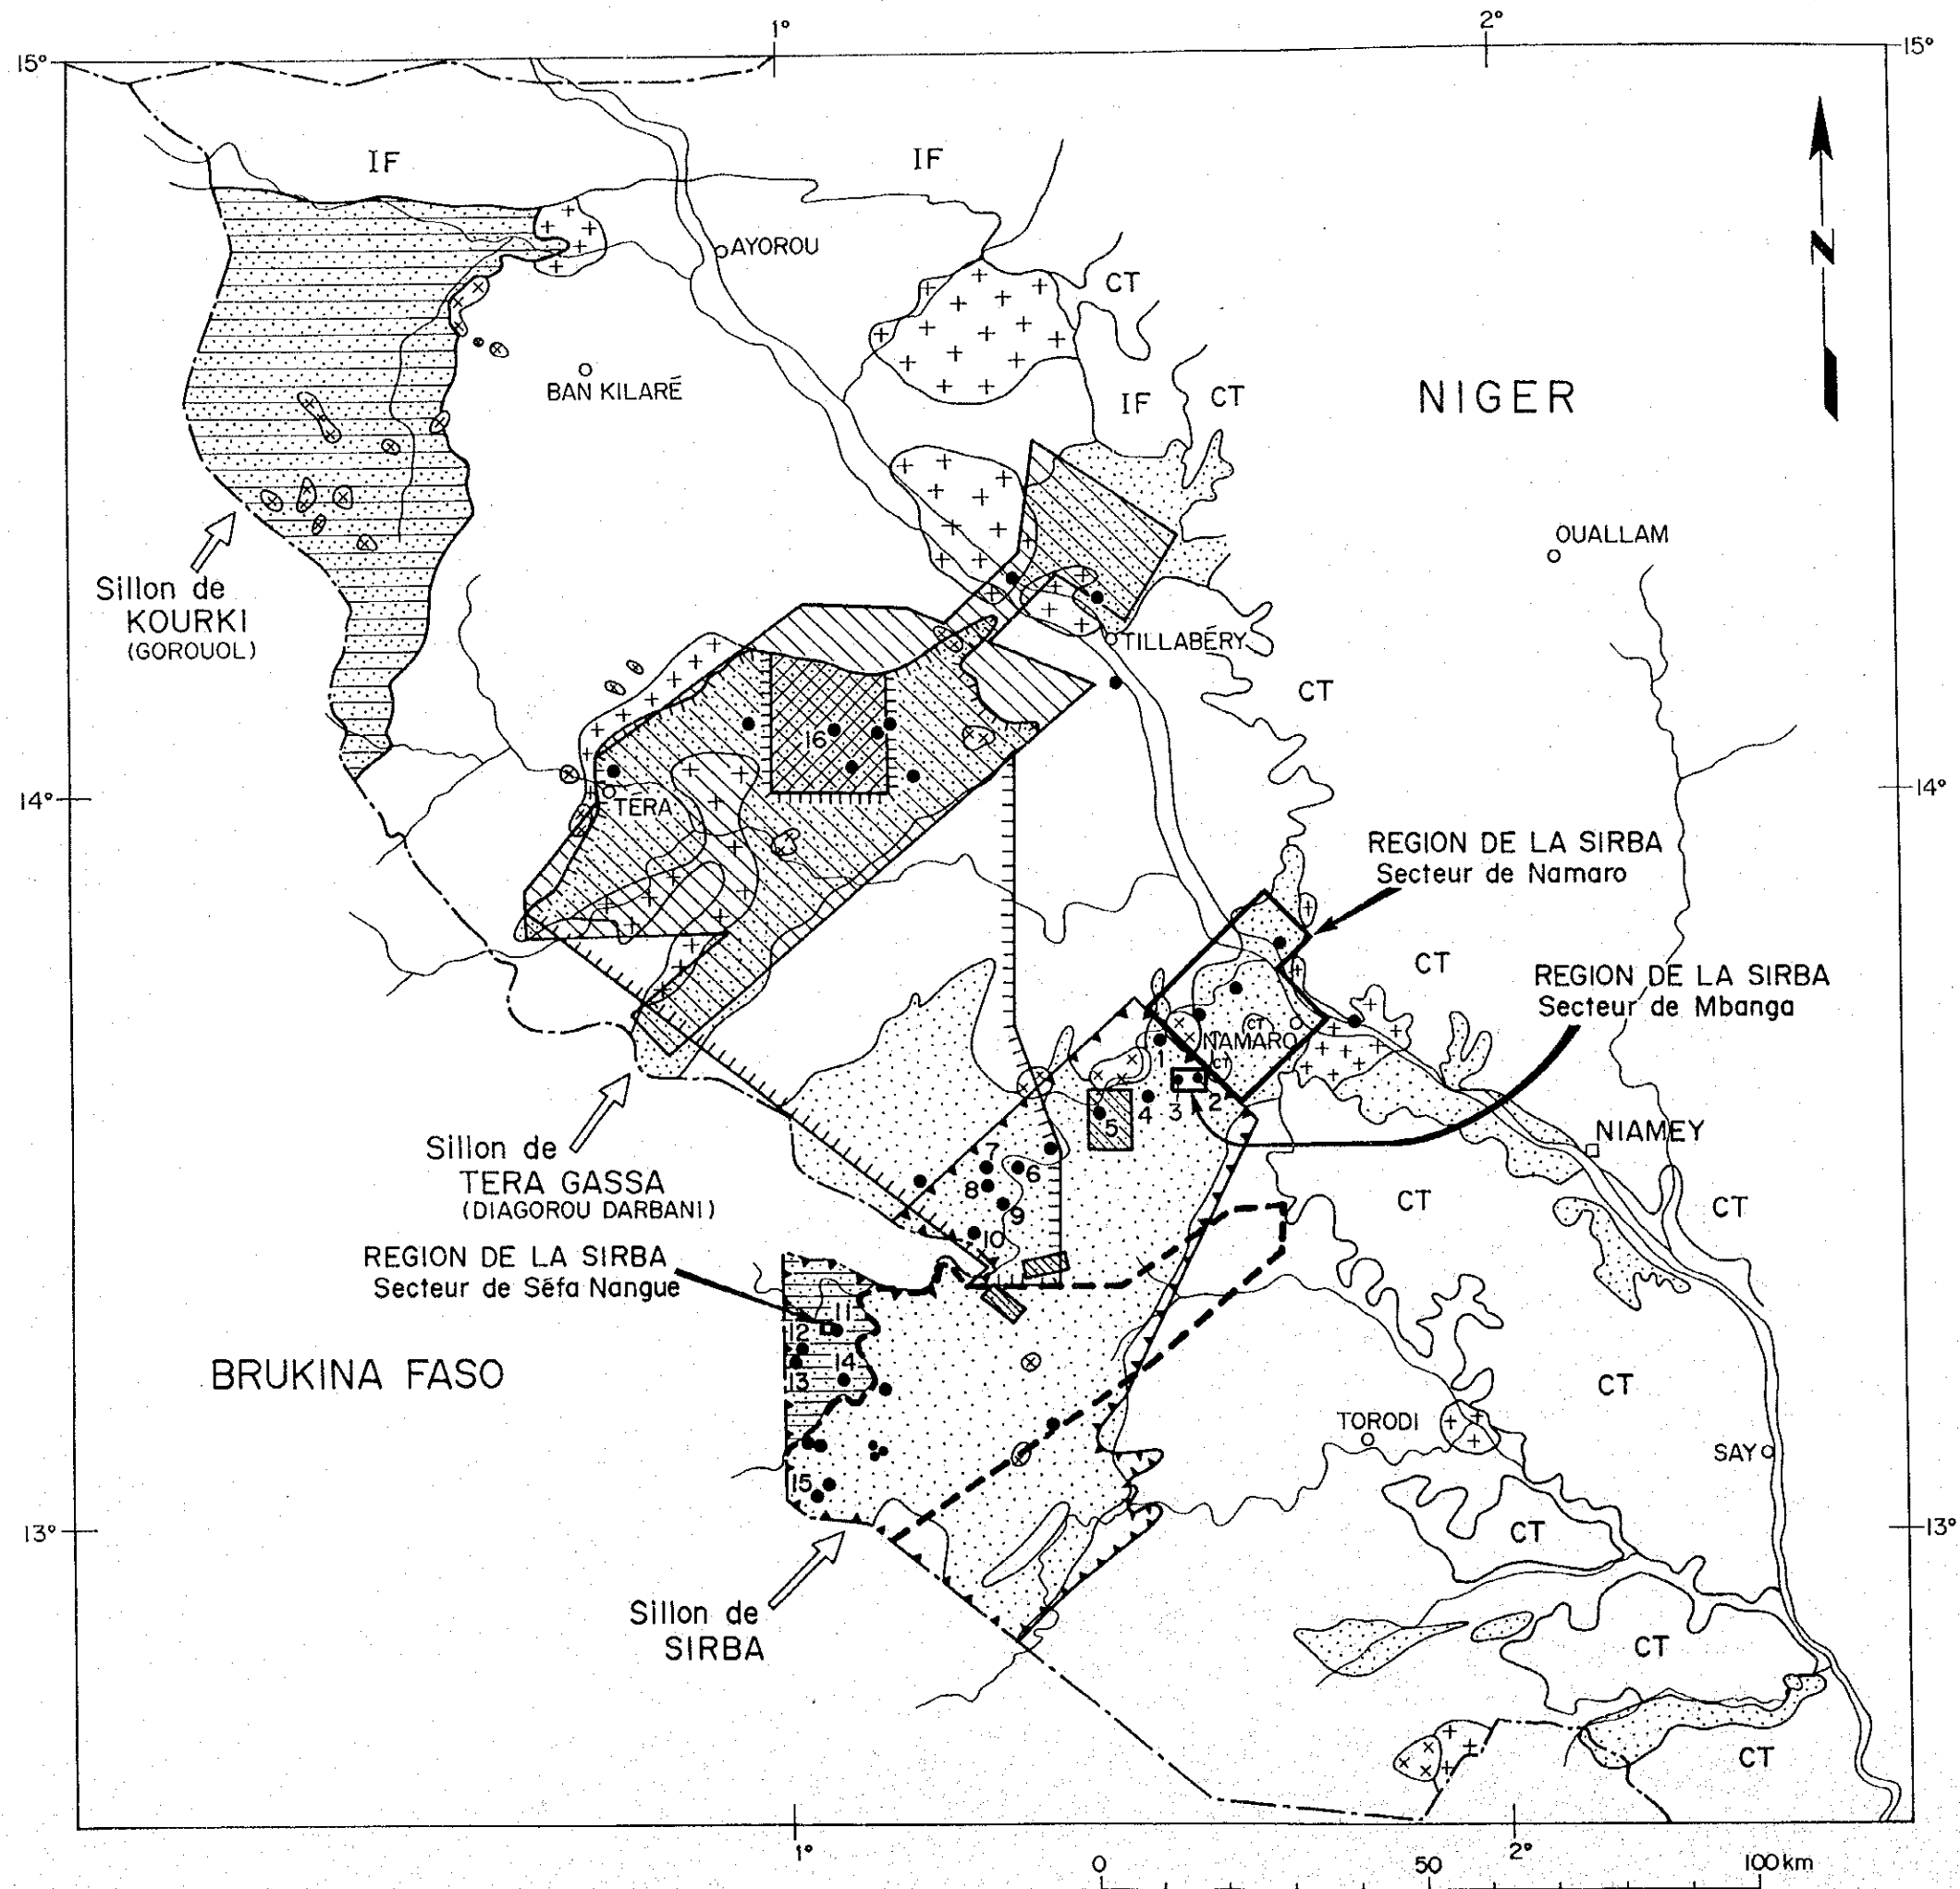 1°
2°
15°
15°
IF
IF
AYOROU
CT
N
BAN KILARÉ
IF
CT
NIGER
OUALLAM
Sillon de
KOURKI
(GOROUOL)
TILLABÉRY
CT
16
TÉRA
14°
14°
REGION DE LA SIRBA
Secteur de Namaro
CT
REGION DE LA SIRBA
Secteur de Mbanga
CT
NAMARO
CT
1
2
3
4
5
NIAMEY
Sillon de
TERA GASSA
(DIAGOROU DARBANI)
7
6
8
9
10
CT
CT
REGION DE LA SIRBA
Secteur de Séfa Nangue
11
12
14
13
BRUKINA FASO
CT
TORODI
SAY
15
13°
13°
CT
Sillon de
SIRBA
CT
CT
1°
2°
0
50
100 km